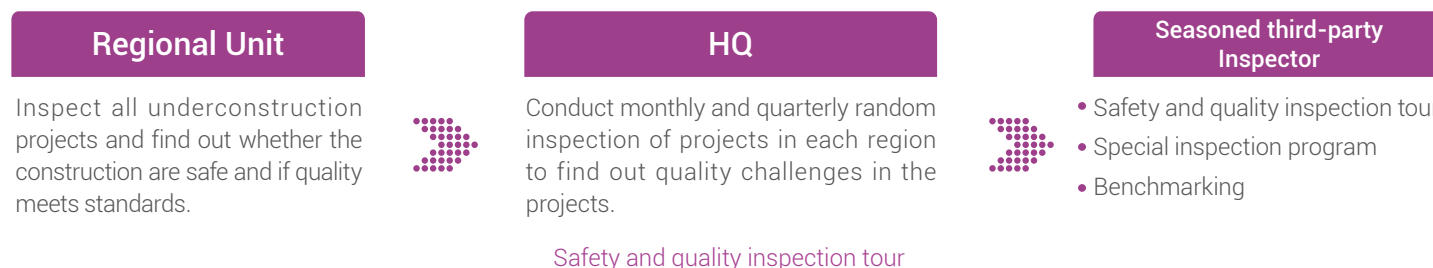 Regional Unit
Inspect all underconstruction
projects and find out whether the
construction are safe and if quality
meets standards.
HQ
Conduct monthly and quarterly random
inspection of projects in each region
to find out quality challenges in the
projects.
Seasoned third-party
Inspector
• Safety and quality inspection tour
• Special inspection program
• Benchmarking
Safety and quality inspection tour